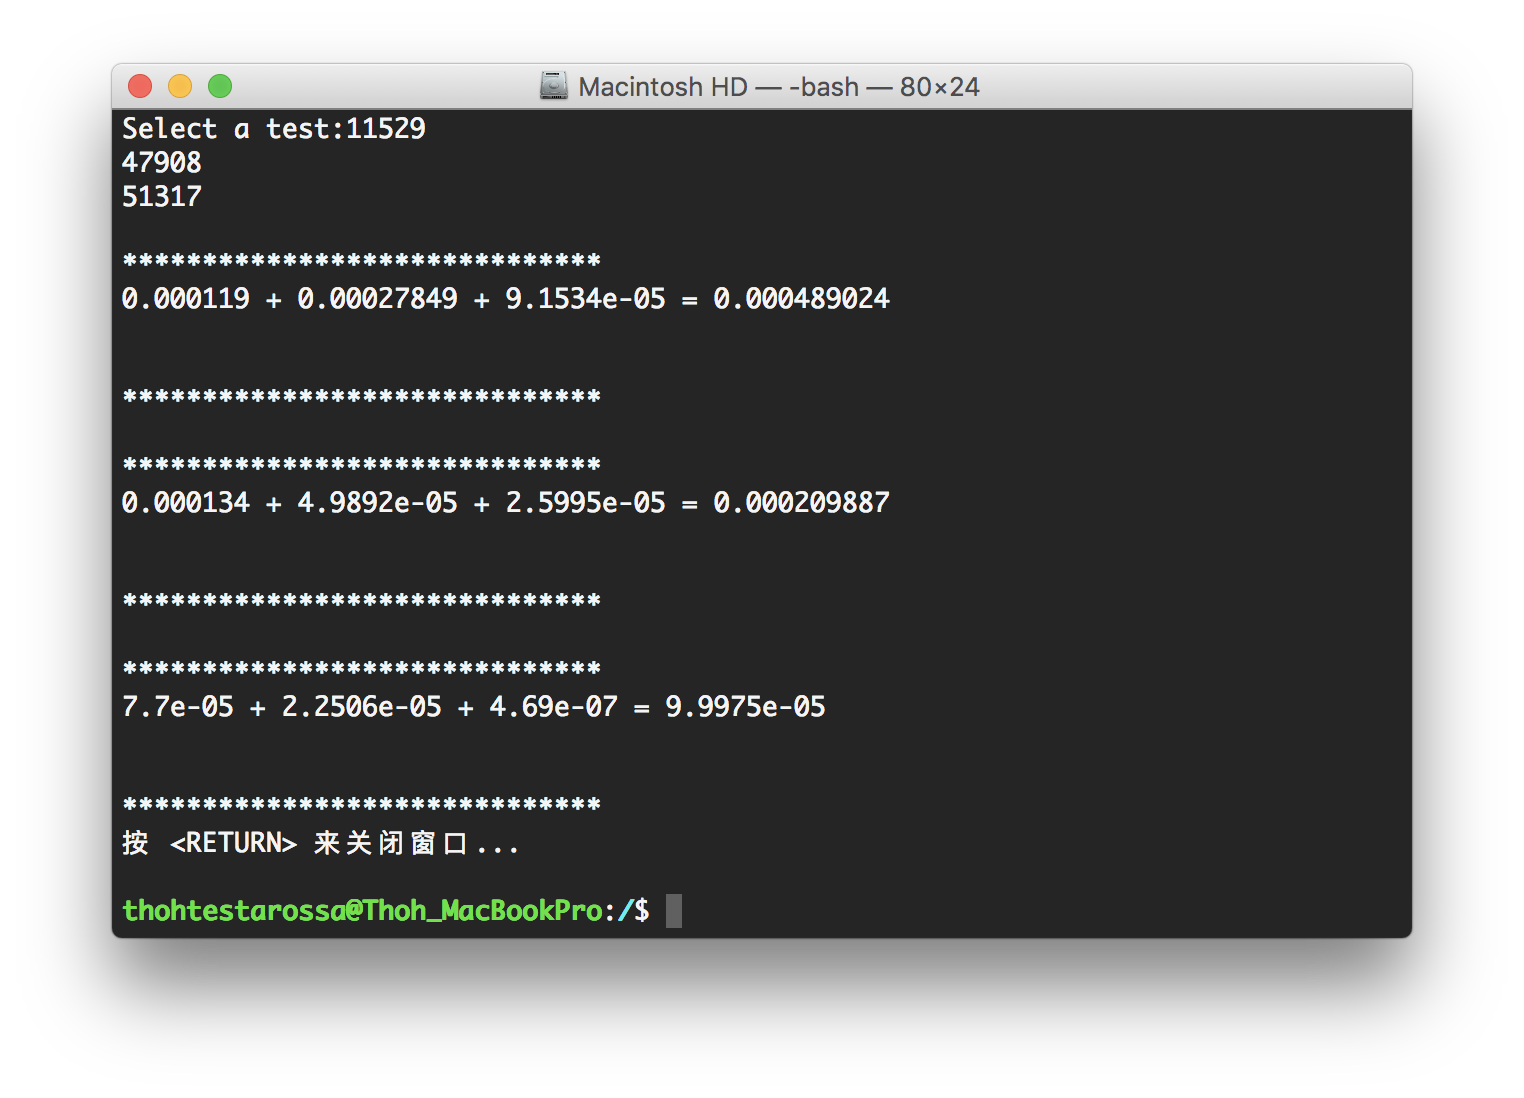 Macintosh HD — -bash — 80×24
Select a test:11529
47908
51317
******************************
0.000119 + 0.00027849 + 9.1534e-05 = 0.000489024
******************************
******************************
0.000134 + 4.9892e-05 + 2.5995e-05 = 0.000209887
******************************
******************************
7.7e-05 + 2.2506e-05 + 4.69e-07 = 9.9975e-05
******************************
按 <RETURN> 来关闭窗口...
thohtestarossa@Thoh_MacBookPro:/$